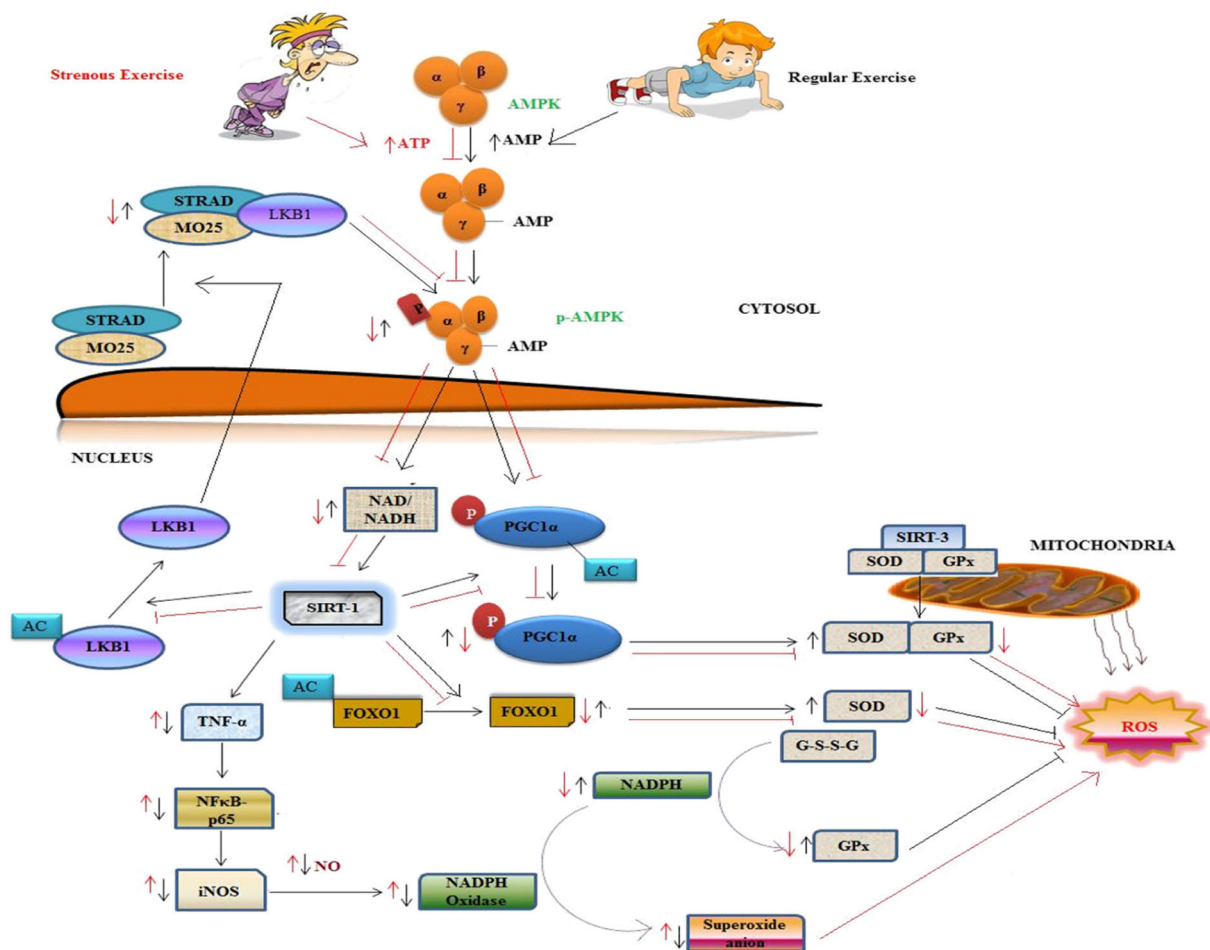 Strenous Exercise
α
β
γ
AMPK
Regular Exercise
↑ATP
↑AMP
STRAD
MO25
LKB1
↓↑
α
β
γ
AMP
STRAD
MO25
P
α
β
γ
AMP
p-AMPK
↓↑
CYTOSOL
NUCLEUS
LKB1
↓↑
NAD/
NADH
P
PGC1α
AC
SIRT-3
SOD
GPx
MITOCHONDRIA
AC
LKB1
SIRT-1
↑↓
P
PGC1α
↑
SOD
GPx
↓
AC
FOXO1
FOXO1
↓↑
↑
SOD
↓
ROS
↑↓
TNF-α
G-S-S-G
↓↑
NADPH
↑↓
NFκB-
p65
↓↑
GPx
↑↓
iNOS
↑↓NO
↑↓
NADPH
Oxidase
↑↓
Superoxide
anion